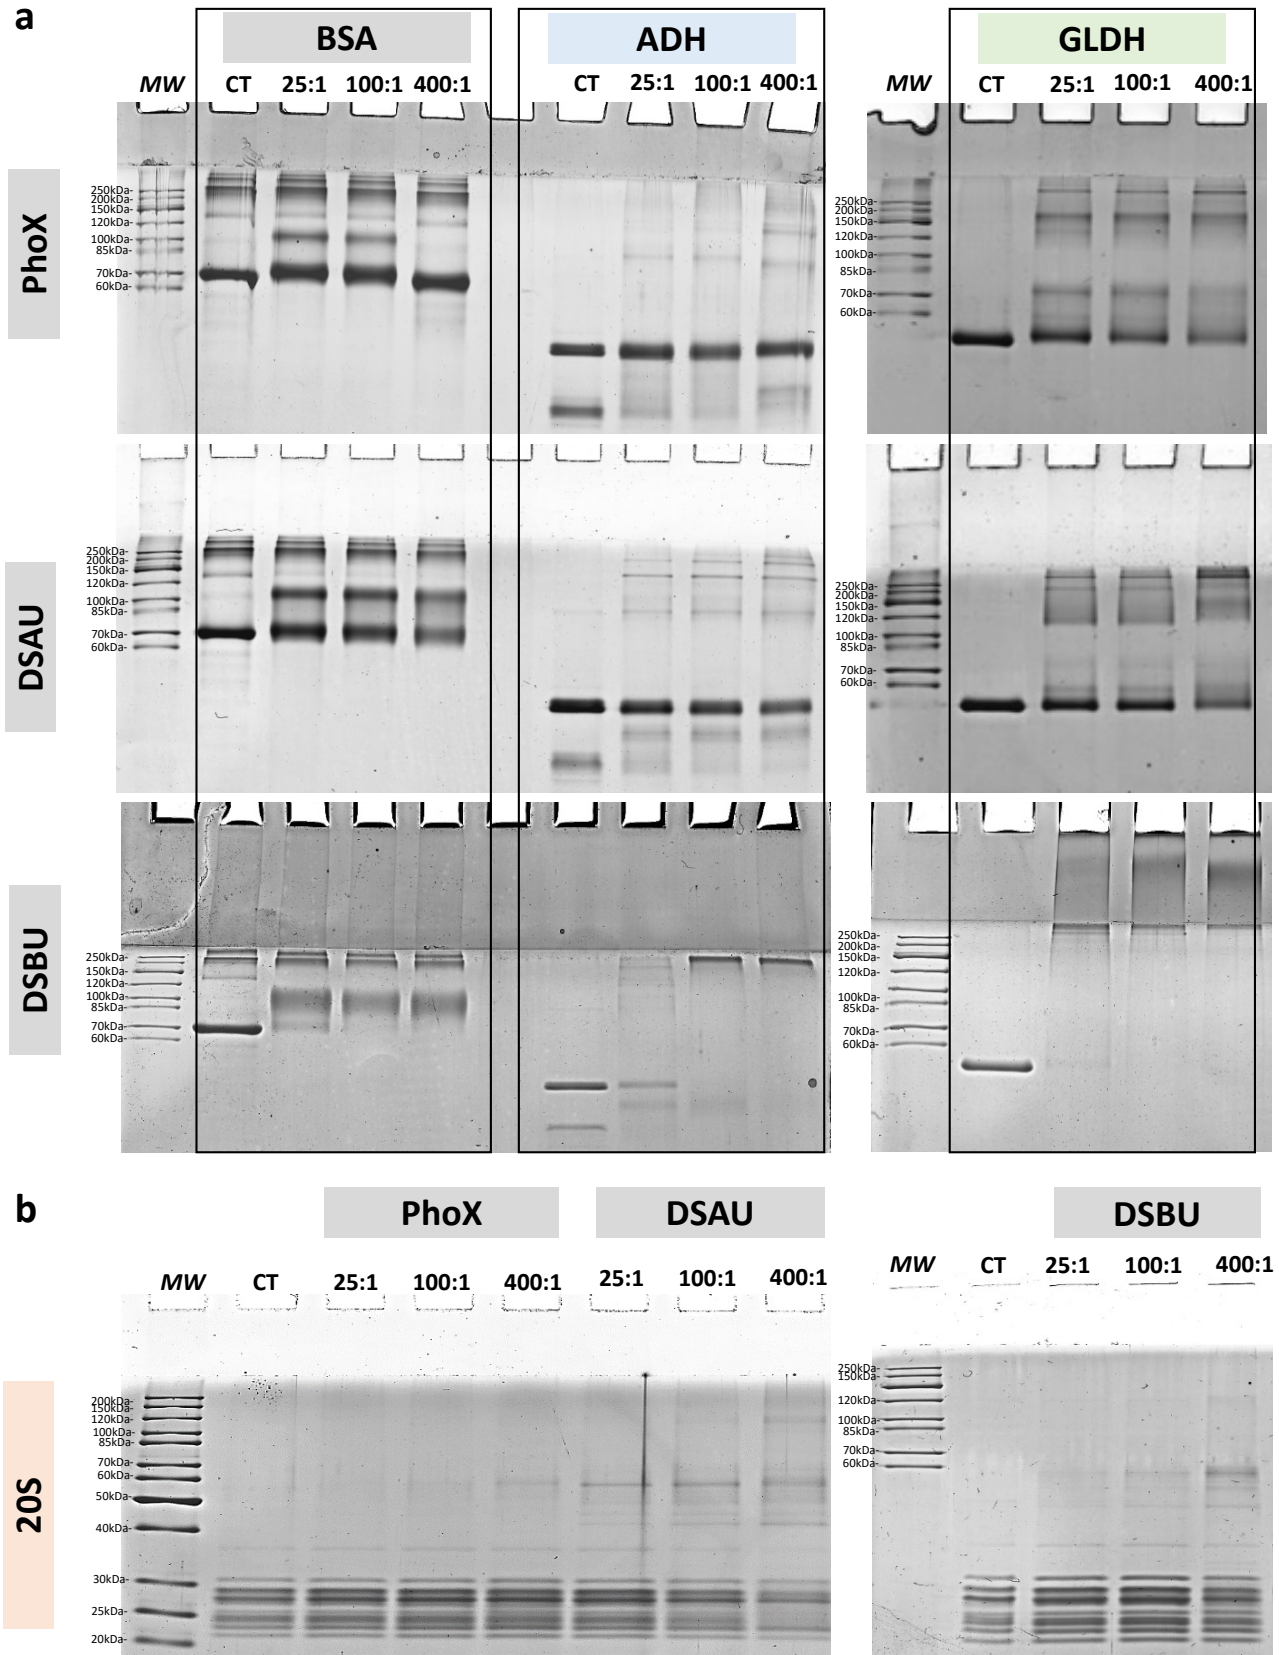 a
BSA ADH GLDH
MW CT 25:1 100:1 400:1 CT 25:1 100:1 400:1 MW CT 25:1 100:1 400:1
PhoX
250kDa-
200kDa-
150kDa-
120kDa-
100kDa-
85kDa-
70kDa-
60kDa-
250kDa-
200kDa-
150kDa-
120kDa-
100kDa-
85kDa-
70kDa-
60kDa-
DSAU
250kDa-
200kDa-
150kDa-
120kDa-
100kDa-
85kDa-
70kDa-
60kDa-
250kDa-
200kDa-
150kDa-
120kDa-
100kDa-
85kDa-
70kDa-
60kDa-
DSBU
250kDa-
150kDa-
120kDa-
100kDa-
85kDa-
70kDa-
60kDa-
250kDa-
200kDa-
150kDa-
120kDa-
100kDa-
85kDa-
70kDa-
60kDa-
b
PhoX DSAU DSBU
MW CT 25:1 100:1 400:1 25:1 100:1 400:1 MW CT 25:1 100:1 400:1
20S
200kDa-
150kDa-
120kDa-
100kDa-
85kDa-
70kDa-
60kDa-
50kDa-
40kDa-
30kDa-
25kDa-
20kDa-
250kDa-
150kDa-
120kDa-
100kDa-
85kDa-
70kDa-
60kDa-